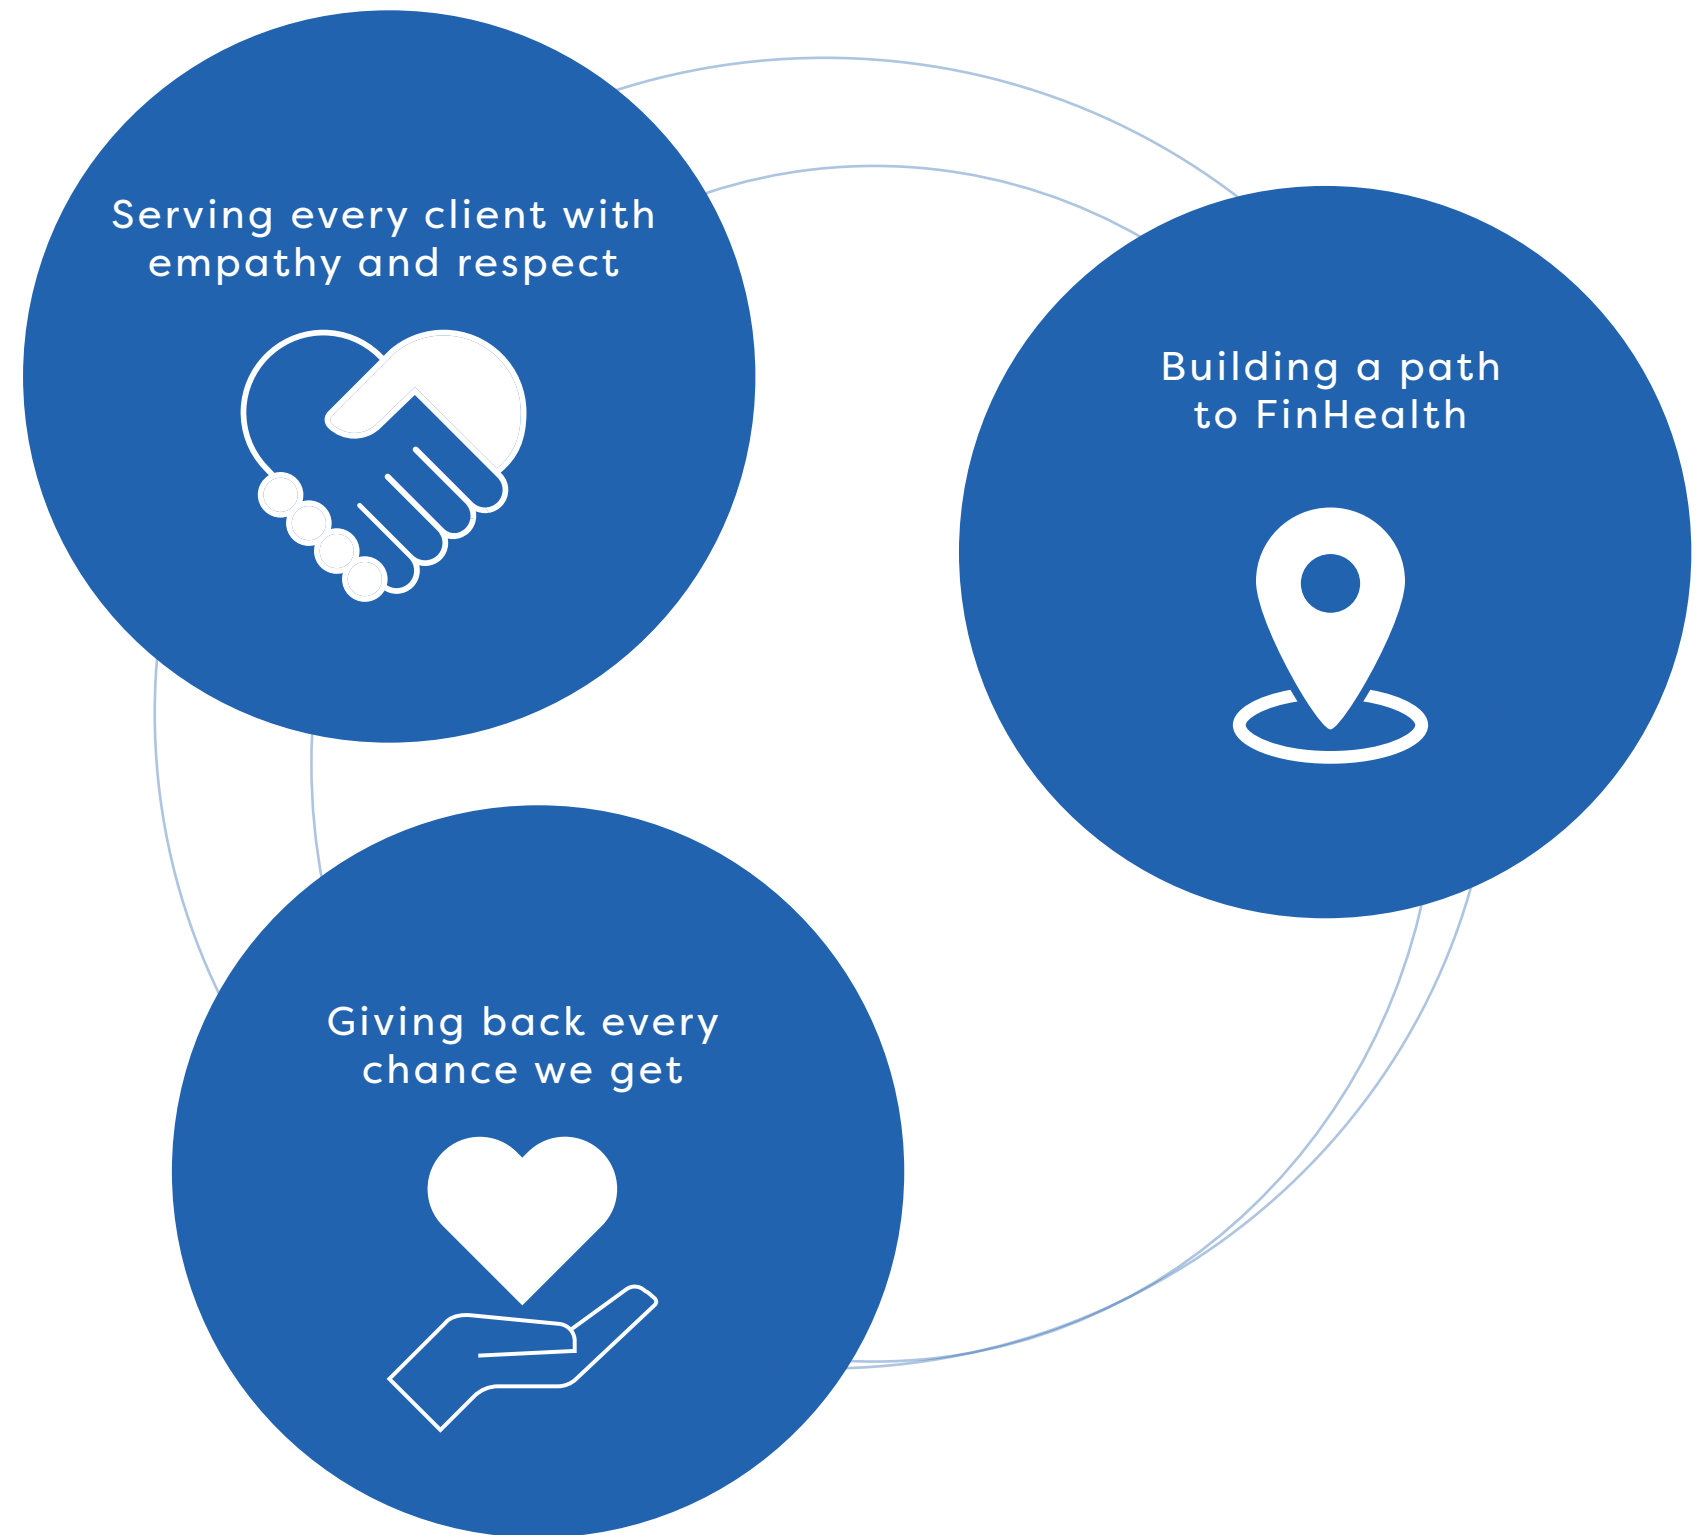 Serving every client with
empathy and respect
Building a path
to FinHealth
Giving back every
chance we get